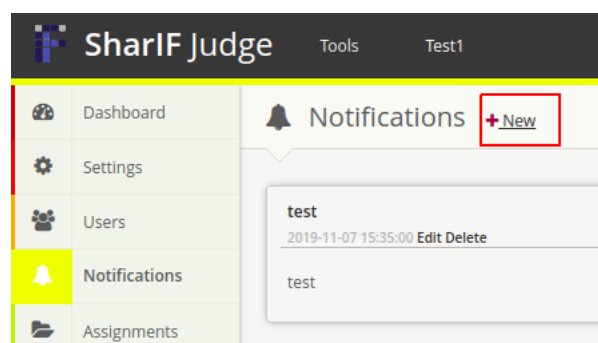 SharIF Judge Tools Test1
Dashboard
Settings
Users
Notifications
Assignments
Notifications +New
test
2019-11-07 15:35:00 Edit Delete
test